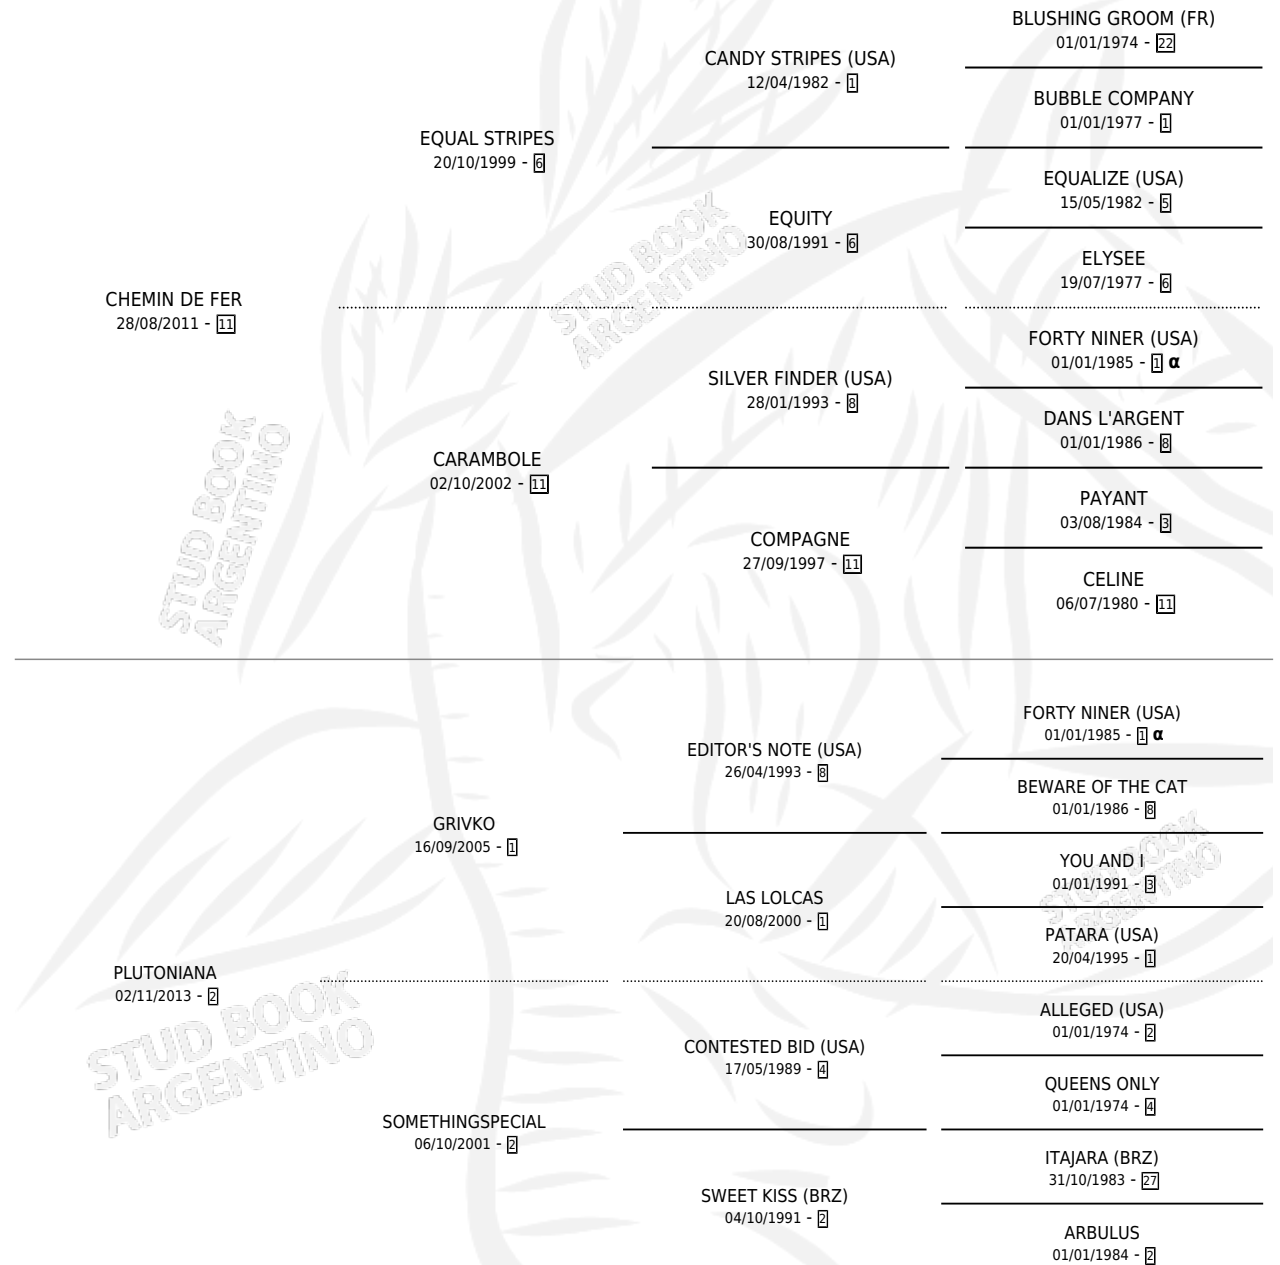 BLUSHING GROOM (FR)
01/01/1974 - 22
CANDY STRIPES (USA)
12/04/1982 - 1
BUBBLE COMPANY
01/01/1977 - 1
EQUAL STRIPES
20/10/1999 - 6
EQUALIZE (USA)
15/05/1982 - 5
EQUITY
30/08/1991 - 6
ELYSEE
19/07/1977 - 6
CHEMIN DE FER
28/08/2011 - 11
FORTY NINER (USA)
01/01/1985 - 1 α
SILVER FINDER (USA)
28/01/1993 - 8
DANS L'ARGENT
01/01/1986 - 8
CARAMBOLE
02/10/2002 - 11
PAYANT
03/08/1984 - 3
COMPAGNE
27/09/1997 - 11
CELINE
06/07/1980 - 11
FORTY NINER (USA)
01/01/1985 - 1 α
EDITOR'S NOTE (USA)
26/04/1993 - 8
BEWARE OF THE CAT
01/01/1986 - 8
GRIVKO
16/09/2005 - 1
YOU AND I
01/01/1991 - 3
LAS LOLCAS
20/08/2000 - 1
PATARA (USA)
20/04/1995 - 1
PLUTONIANA
02/11/2013 - 2
ALLEGED (USA)
01/01/1974 - 2
CONTESTED BID (USA)
17/05/1989 - 4
QUEENS ONLY
01/01/1974 - 4
SOMETHINGSPECIAL
06/10/2001 - 2
ITAJARA (BRZ)
31/10/1983 - 27
SWEET KISS (BRZ)
04/10/1991 - 2
ARBULUS
01/01/1984 - 2
STUD BOOK
ARGENTINO
STUD BOOK
ARGENTINO
STUD BOOK
ARGENTINO
STUD BOOK
ARGENTINO